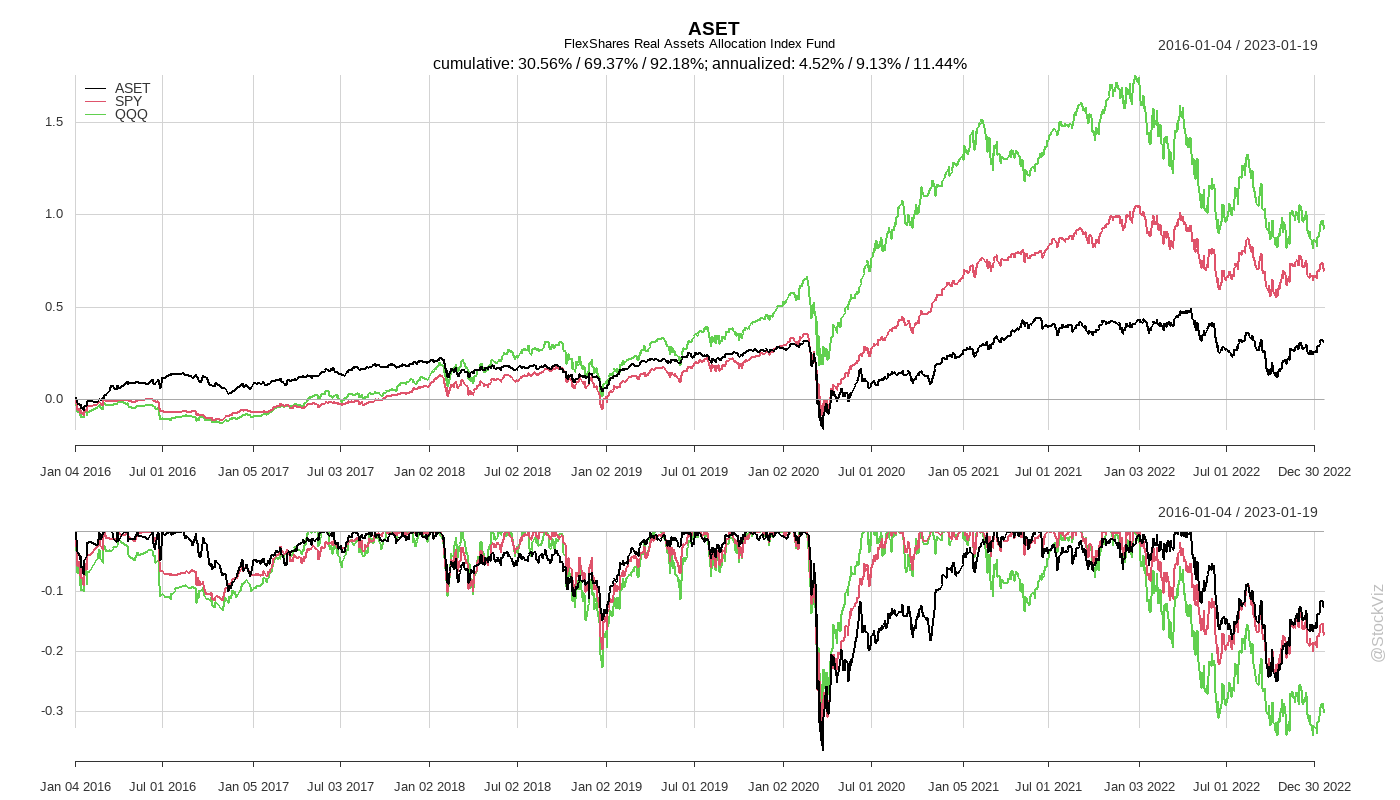 ASET
FlexShares Real Assets Allocation Index Fund
2016-01-04 / 2023-01-19
cumulative: 30.56% / 69.37% / 92.18%; annualized: 4.52% / 9.13% / 11.44%
ASET
SPY
QQQ
1.5
1.0
0.5
0.0
Jan 04 2016 Jul 01 2016 Jan 05 2017 Jul 03 2017 Jan 02 2018 Jul 02 2018 Jan 02 2019 Jul 01 2019 Jan 02 2020 Jul 01 2020 Jan 05 2021 Jul 01 2021 Jan 03 2022 Jul 01 2022 Dec 30 2022
2016-01-04 / 2023-01-19
-0.1
-0.2
-0.3
Jan 04 2016 Jul 01 2016 Jan 05 2017 Jul 03 2017 Jan 02 2018 Jul 02 2018 Jan 02 2019 Jul 01 2019 Jan 02 2020 Jul 01 2020 Jan 05 2021 Jul 01 2021 Jan 03 2022 Jul 01 2022 Dec 30 2022
@StockViz